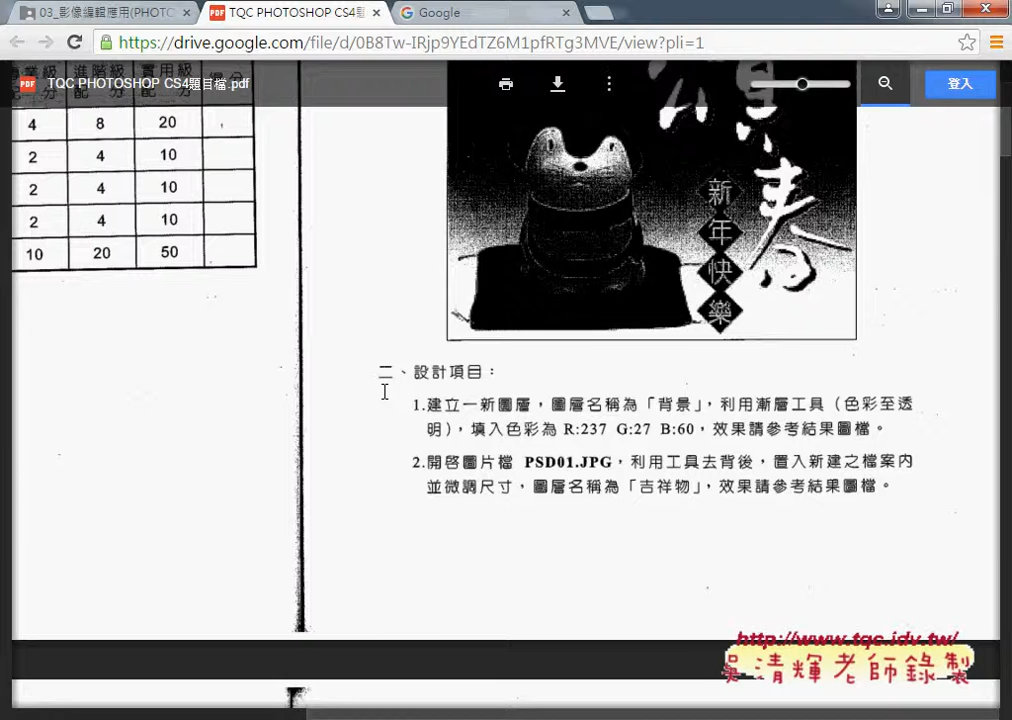 03_影像編輯應用(PHOTC
TQC PHOTOSHOP CS4題
Google
https://drive.google.com/file/d/0B8Tw-IRjp9YEdTZ6M1pfRTg3MVE/view?pli=1
進階級 實用級
TQC PHOTOSHOP CS4題目檔.pdf
登入
4 8 20
2 4 10
2 4 10
2 4 10
10 20 50
春
新
年
快
樂
二、設計項目：
1.建立一新圖層，圖層名稱為「背景」，利用漸層工具（色彩至透
明），填入色彩為 R:237 G:27 B:60，效果請參考結果圖檔。
2.開啓圖片檔 PSD01.JPG，利用工具去背後，置入新建之檔案內
並微調尺寸，圖層名稱為「吉祥物」，效果請參考結果圖檔。
http://www.tqc.idv.tw/
吳清輝老師錄製